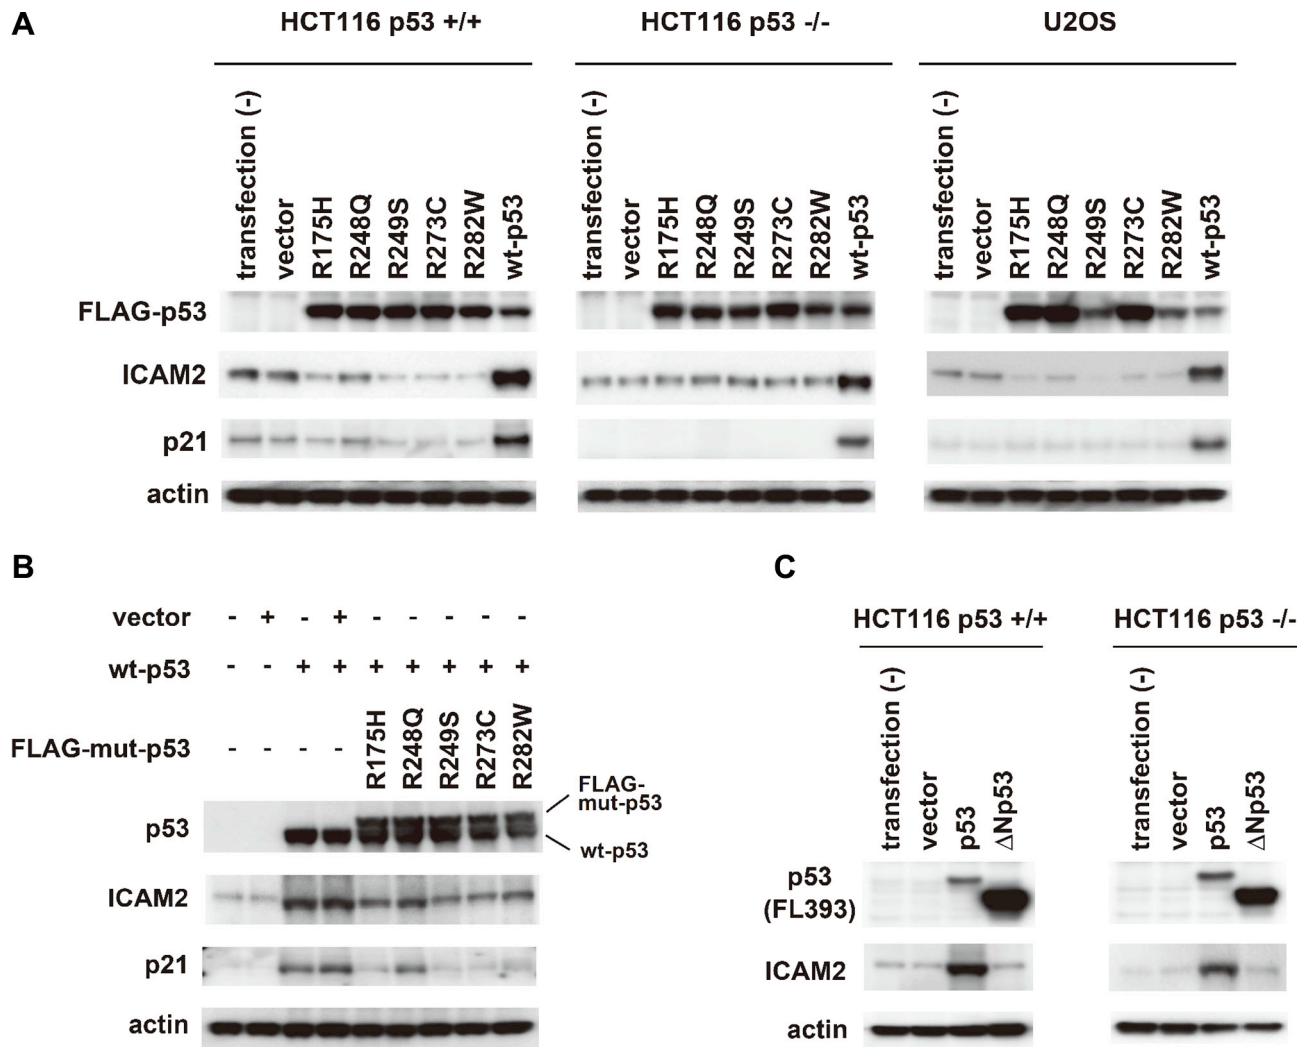 A
HCT116 p53 +/+
HCT116 p53 -/-
U2OS
transfection (-)
vector
R175H
R248Q
R249S
R273C
R282W
wt-p53
transfection (-)
vector
R175H
R248Q
R249S
R273C
R282W
wt-p53
transfection (-)
vector
R175H
R248Q
R249S
R273C
R282W
wt-p53
FLAG-p53
ICAM2
p21
actin
B
vector - + - + - - - - -
wt-p53 - - + + + + + + +
FLAG-mut-p53 - - - - R175H R248Q R249S R273C R282W
FLAG-
mut-p53
wt-p53
p53
ICAM2
p21
actin
C
HCT116 p53 +/+
HCT116 p53 -/-
transfection (-)
vector
p53
ΔNp53
transfection (-)
vector
p53
ΔNp53
p53
(FL393)
ICAM2
actin